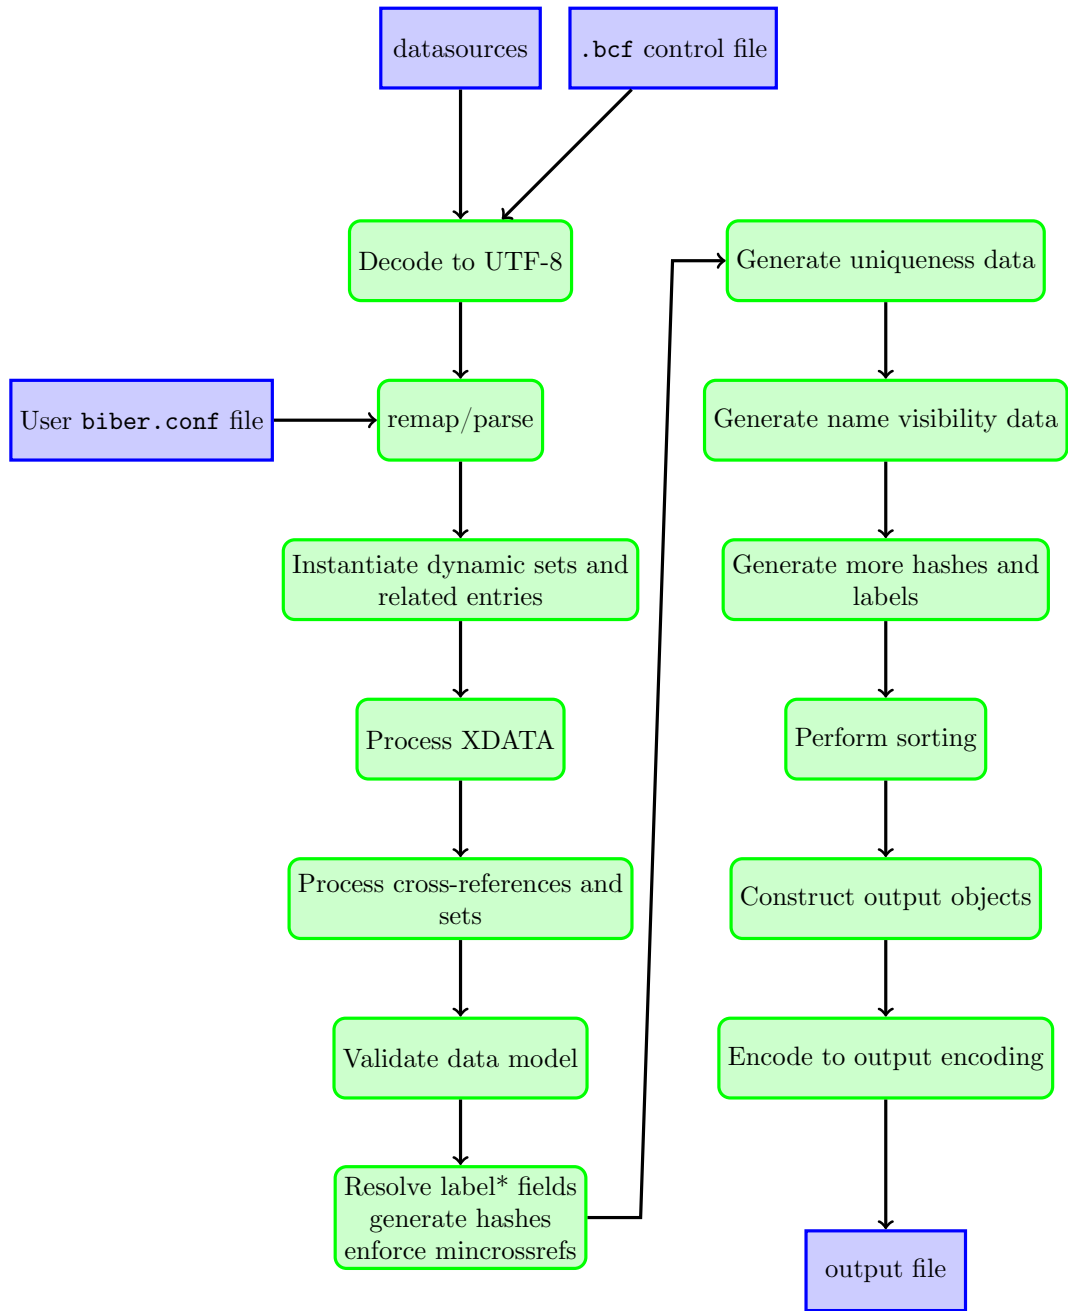 datasources
.bcf control file
Decode to UTF-8
User biber.conf file
remap/parse
Instantiate dynamic sets and
related entries
Process XDATA
Process cross-references and
sets
Validate data model
Resolve label* fields
generate hashes
enforce mincrossrefs
Generate uniqueness data
Generate name visibility data
Generate more hashes and
labels
Perform sorting
Construct output objects
Encode to output encoding
output file